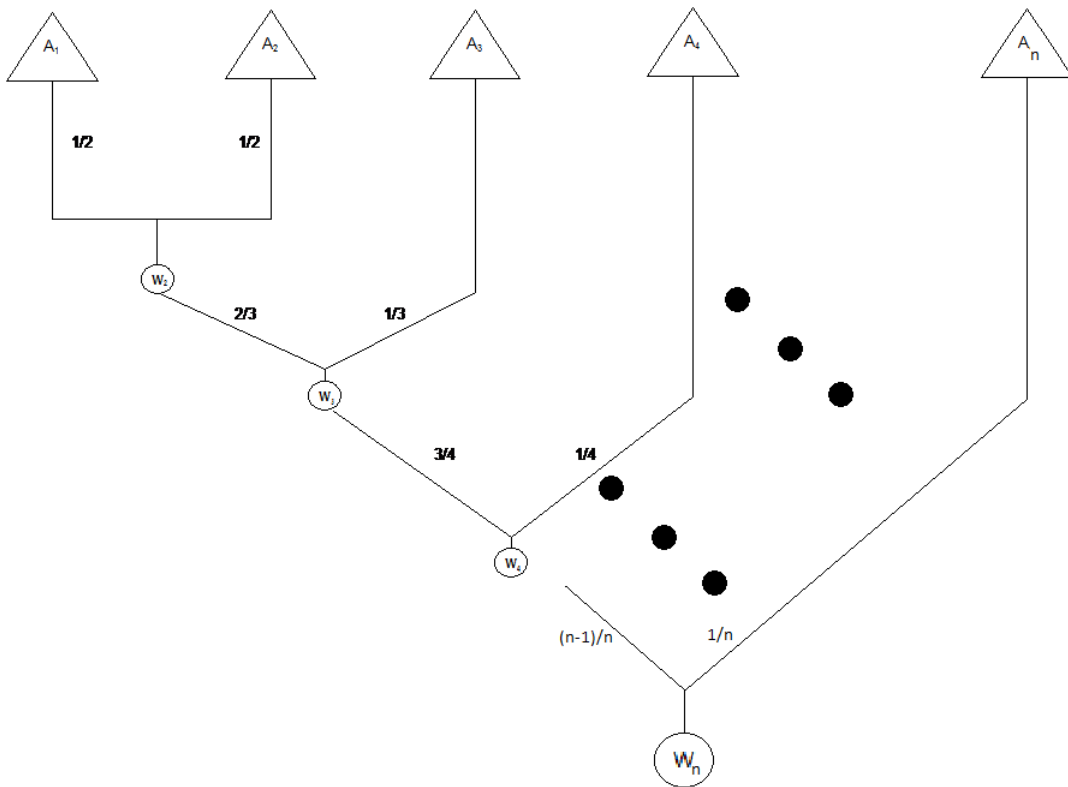 A₁
A₂
A₃
A₄
Aₙ
1/2
1/2
W₂
2/3
1/3
W₃
3/4
1/4
W₄
(n-1)/n
1/n
Wₙ